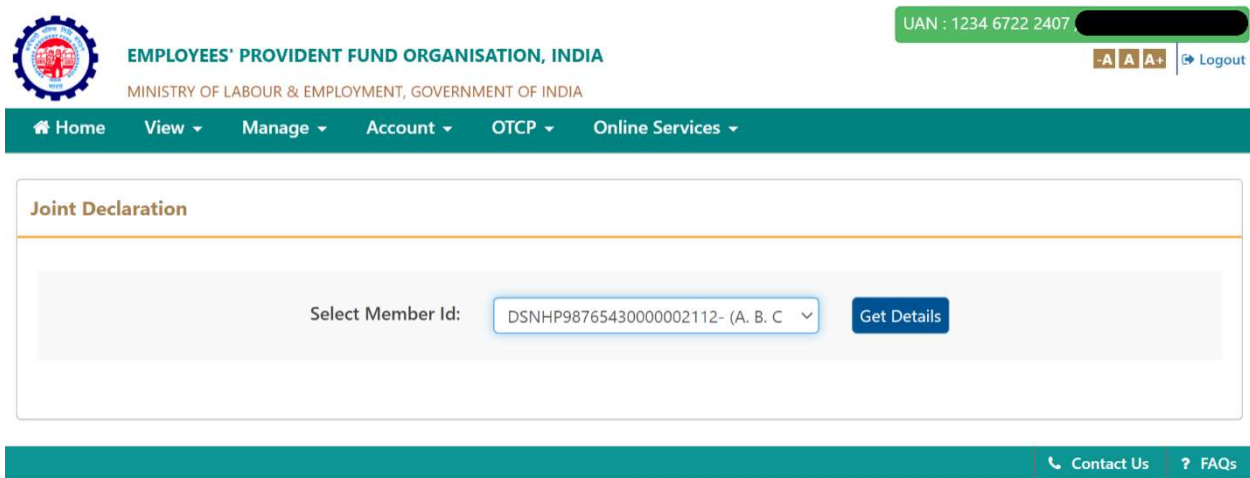 UAN : 1234 6722 2407
EMPLOYEES' PROVIDENT FUND ORGANISATION, INDIA
-A A A+ Logout
MINISTRY OF LABOUR & EMPLOYMENT, GOVERNMENT OF INDIA
Home View Manage Account OTCP Online Services
Joint Declaration
Select Member Id: DSNHP98765430000002112- (A. B. C Get Details
Contact Us ? FAQs